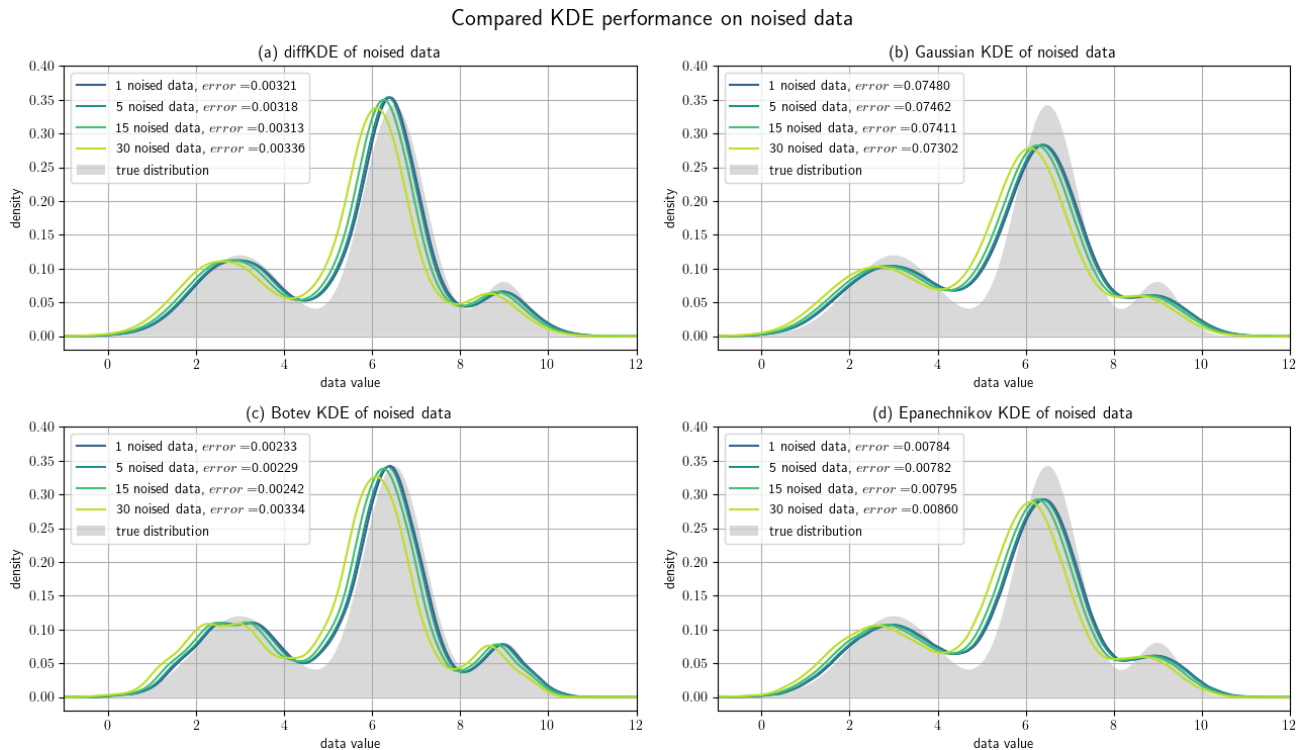 Compared KDE performance on noised data
(a) diffKDE of noised data
0.40
0.35
0.30
0.25
0.20
0.15
0.10
0.05
0.00
density
1 noised data, error =0.00321
5 noised data, error =0.00318
15 noised data, error =0.00313
30 noised data, error =0.00336
true distribution
0 2 4 6 8 10 12
data value
(b) Gaussian KDE of noised data
0.40
0.35
0.30
0.25
0.20
0.15
0.10
0.05
0.00
density
1 noised data, error =0.07480
5 noised data, error =0.07462
15 noised data, error =0.07411
30 noised data, error =0.07302
true distribution
0 2 4 6 8 10 12
data value
(c) Botev KDE of noised data
0.40
0.35
0.30
0.25
0.20
0.15
0.10
0.05
0.00
density
1 noised data, error =0.00233
5 noised data, error =0.00229
15 noised data, error =0.00242
30 noised data, error =0.00334
true distribution
0 2 4 6 8 10 12
data value
(d) Epanechnikov KDE of noised data
0.40
0.35
0.30
0.25
0.20
0.15
0.10
0.05
0.00
density
1 noised data, error =0.00784
5 noised data, error =0.00782
15 noised data, error =0.00795
30 noised data, error =0.00860
true distribution
0 2 4 6 8 10 12
data value